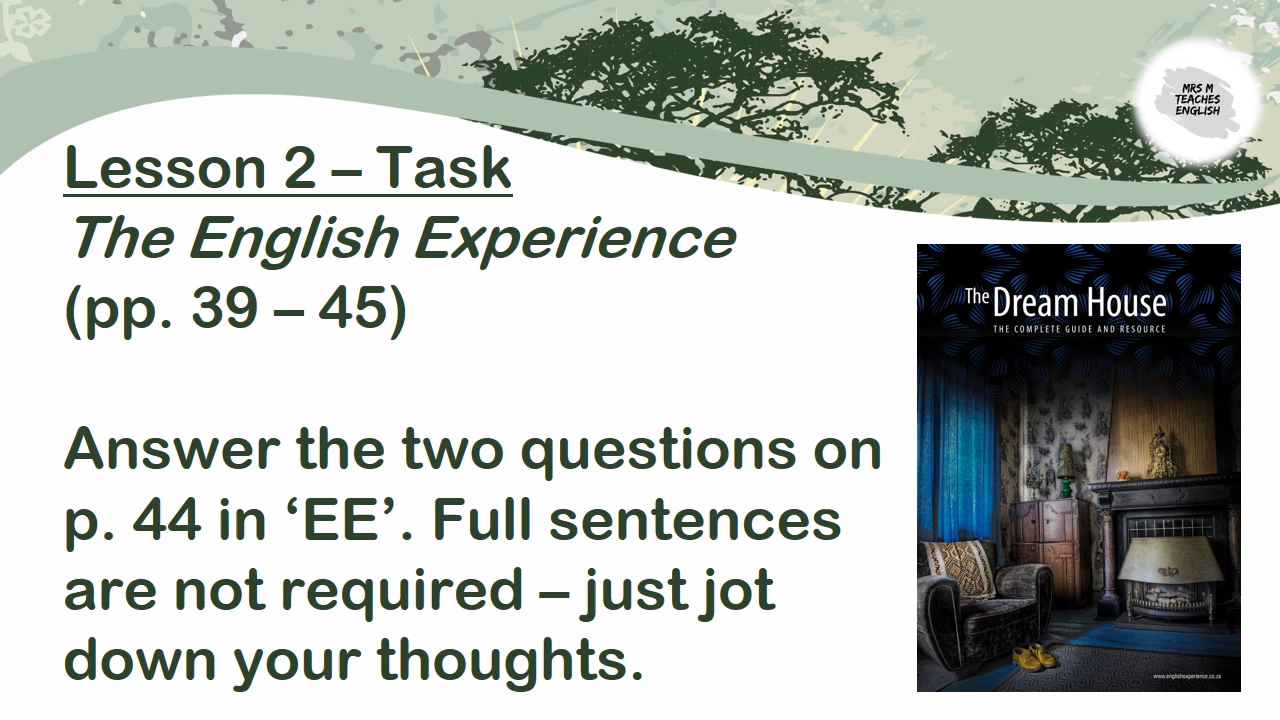 MRS M
TEACHES
ENGLISH
Lesson 2 – Task
The English Experience
(pp. 39 – 45)
Answer the two questions on
p. 44 in ‘EE’. Full sentences
are not required – just jot
down your thoughts.
The Dream House
THE COMPLETE GUIDE AND RESOURCE
www.englishexperience.co.za